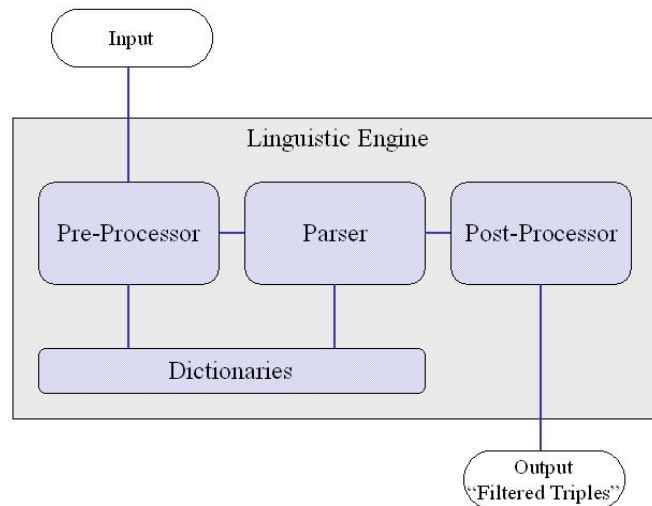 Input
Linguistic Engine
Pre-Processor
Parser
Post-Processor
Dictionaries
Output
“Filtered Triples”